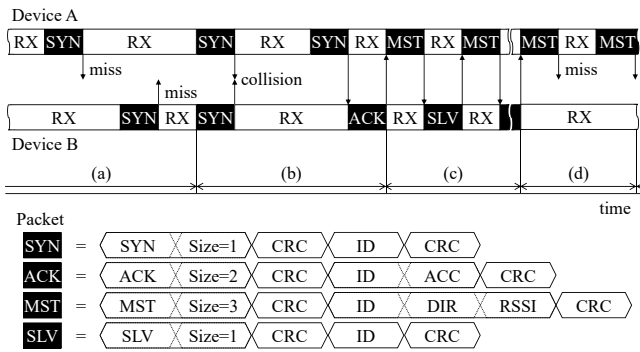 Device A
RX SYN RX SYN RX SYN RX MST RX MST MST RX MST
miss collision miss
miss
RX SYN RX SYN RX ACK RX SLV RX RX
Device B
(a) (b) (c) (d)
time
Packet
SYN = SYN Size=1 CRC ID CRC
ACK = ACK Size=2 CRC ID ACC CRC
MST = MST Size=3 CRC ID DIR RSSI CRC
SLV = SLV Size=1 CRC ID CRC